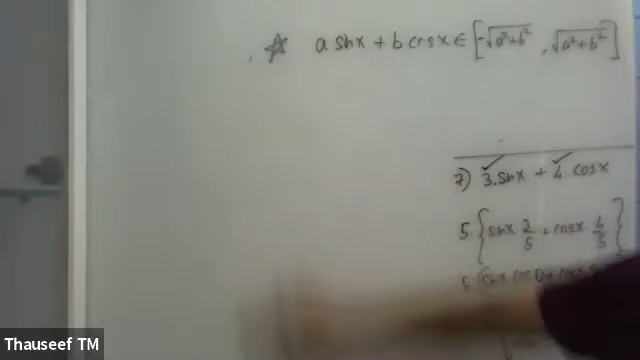 ☆ a sinx + b cosx ∈ [-√a²+b², √a²+b²]
7) 3.sinx + 4 cosx
5 { sinx 3/5 + cosx 4/5 }
5
Thauseef TM